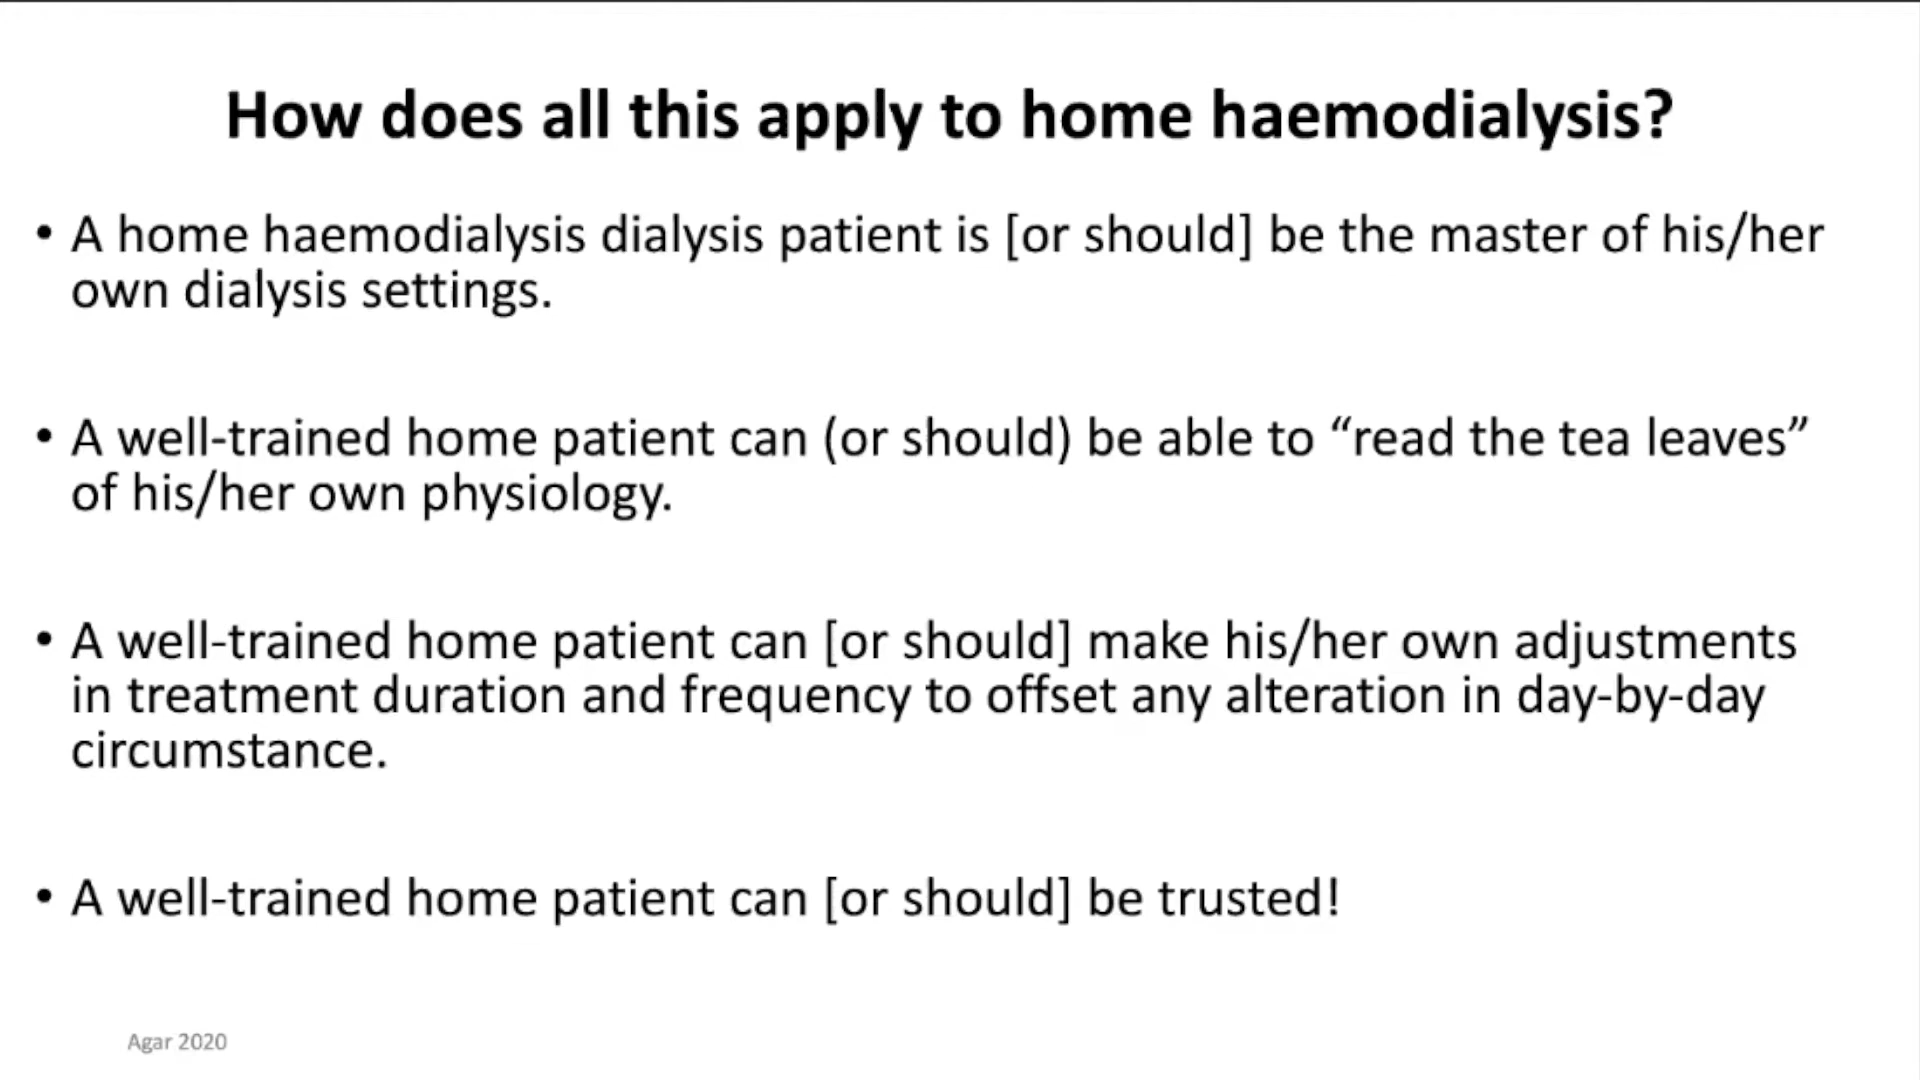 How does all this apply to home haemodialysis?
• A home haemodialysis dialysis patient is [or should] be the master of his/her
own dialysis settings.
• A well-trained home patient can (or should) be able to “read the tea leaves”
of his/her own physiology.
• A well-trained home patient can [or should] make his/her own adjustments
in treatment duration and frequency to offset any alteration in day-by-day
circumstance.
• A well-trained home patient can [or should] be trusted!
Agar 2020